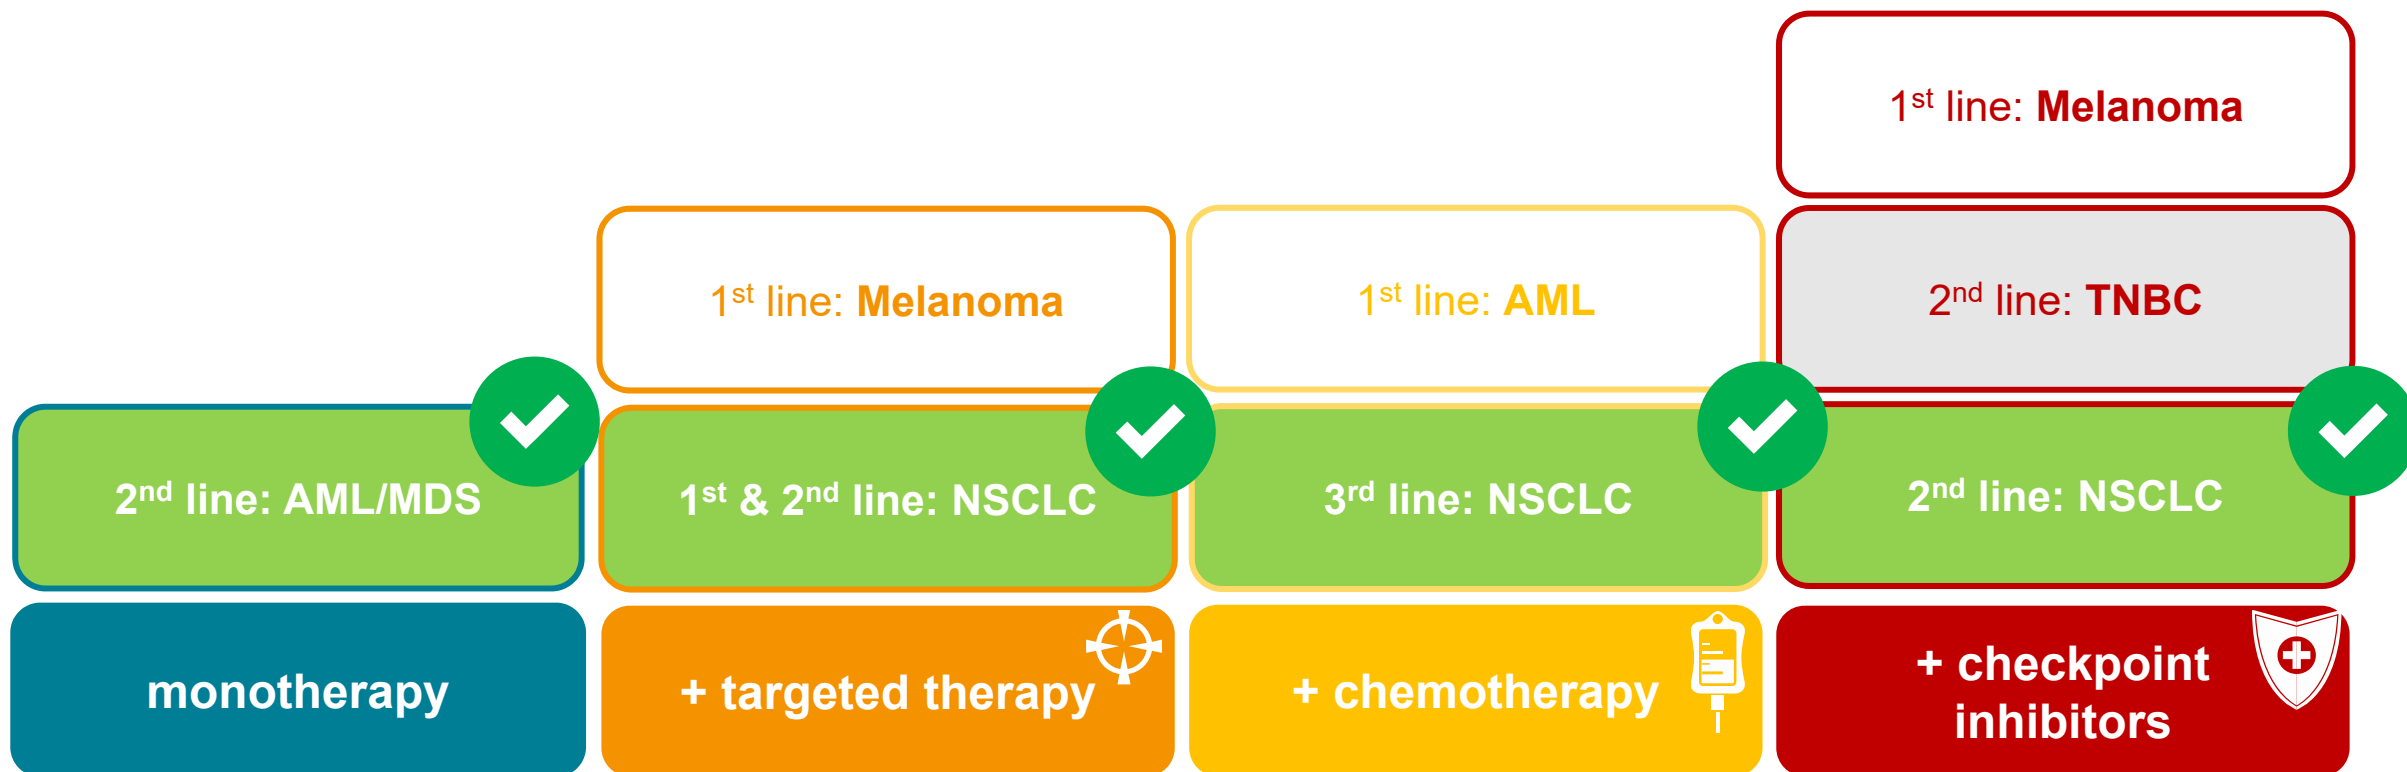 1st line: Melanoma
1st line: Melanoma
1st line: AML
2nd line: TNBC
2nd line: AML/MDS
1st & 2nd line: NSCLC
3rd line: NSCLC
2nd line: NSCLC
monotherapy
+ targeted therapy
+ chemotherapy
+ checkpoint
inhibitors